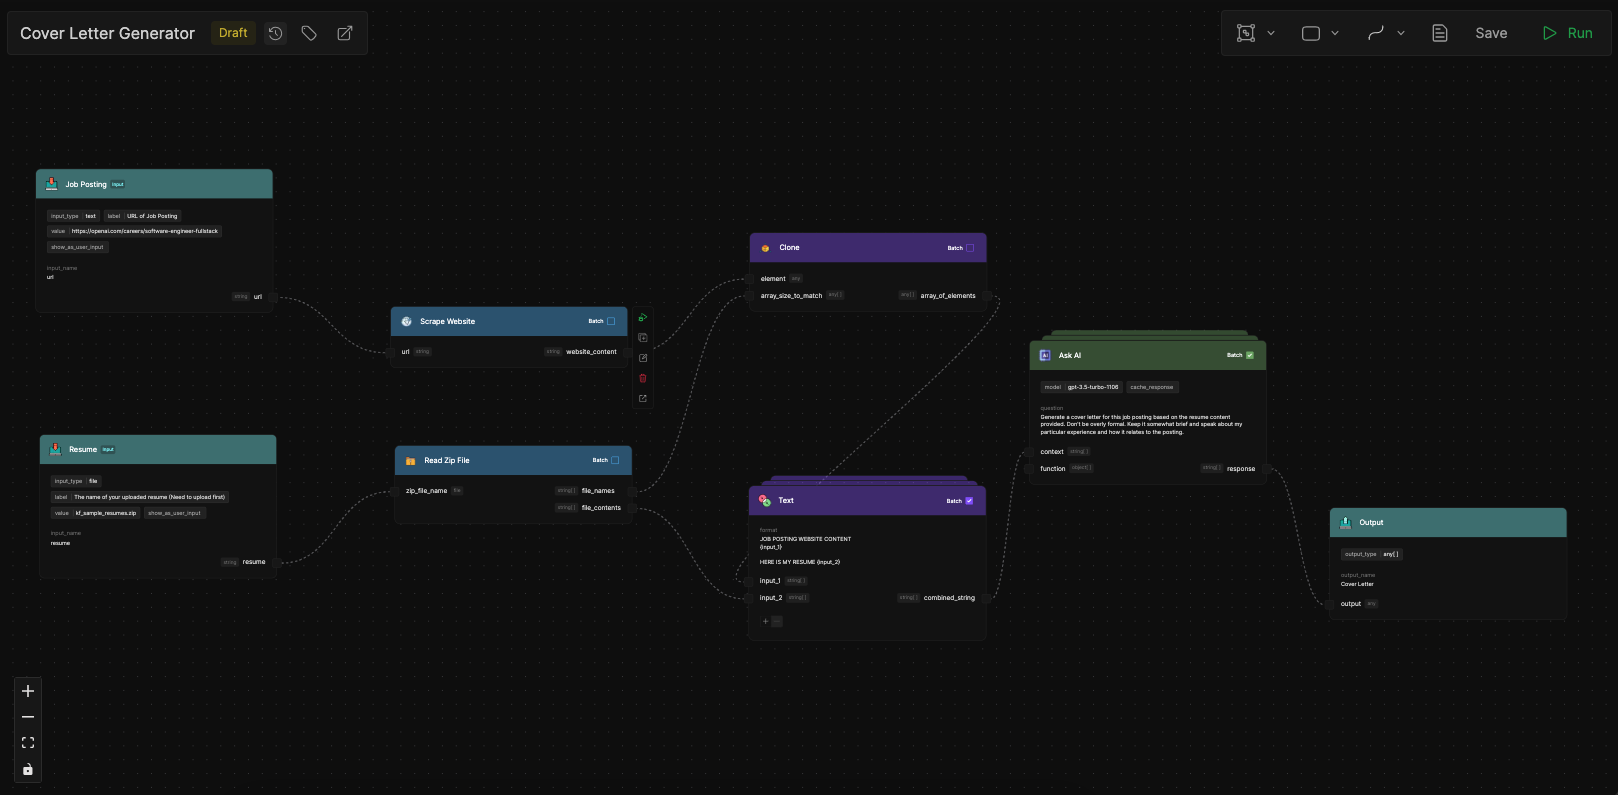 Cover Letter Generator
Draft
Save
Run
Job Posting
input
input_type text
label URL of Job Posting
value https://openai.com/careers/software-engineer-fullstack
show_as_user_input
input_name
url
string url
Scrape Website
Batch
url string
string website_content
Resume
input
input_type file
label The name of your uploaded resume (Need to upload first)
value kf_sample_resumes.zip
show_as_user_input
input_name
resume
string resume
Read Zip File
Batch
zip_file_name file
string[] file_names
string[] file_contents
Clone
Batch
element any
array_size_to_match any[]
any[] array_of_elements
Text
Batch
format
JOB POSTING WEBSITE CONTENT
{input_1}
HERE IS MY RESUME {input_2}
input_1 string[]
input_2 string[]
string[] combined_string
AI
Ask AI
Batch
model gpt-3.5-turbo-1106
cache_response
question
Generate a cover letter for this job posting based on the resume content
provided. Don't be overly formal. Keep it somewhat brief and speak about my
particular experience and how it relates to the posting.
context string[]
function object[]
string[] response
Output
output_type any[]
output_name
Cover Letter
output any